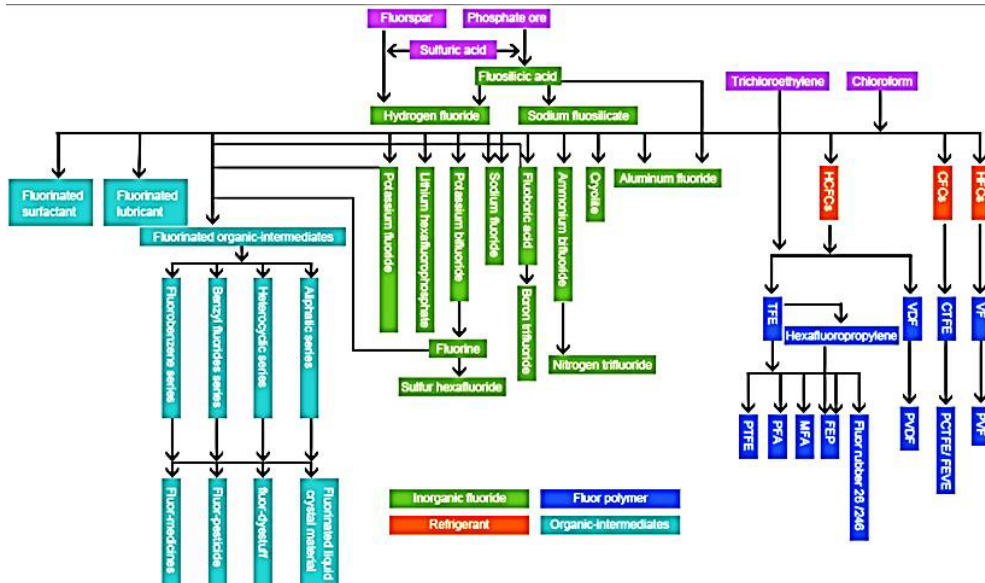 Fluorspar
Phosphate ore
Sulfuric acid
Fluosilicic acid
Trichloroethylene
Chloroform
Hydrogen fluoride
Sodium fluosilicate
Fluorinated
surfactant
Fluorinated
lubricant
Fluorinated organic-intermediates
Potassium fluoride
Lithium hexafluorophosphate
Potassium bifluoride
Sodium fluoride
Fluoboric acid
Ammonium bifluoride
Cryolite
Aluminum fluoride
HCFCs
CFCs
HFCs
Fluorobenzene series
Benzyl fluorides series
Heterocyclic series
Aliphatic series
Fluorine
Sulfur hexafluoride
Boron trifluoride
Nitrogen trifluoride
TFE
Hexafluoropropylene
VDF
CTFE
VF
PTFE
PFA
MFA
FEP
Fluor rubber 26 /246
PVDF
PCTFE/ FEVE
PVF
Fluor-medicines
Fluor-pesticide
fluor-dyestuff
Fluorinated liquid
crystal material
Inorganic fluoride
Fluor polymer
Refrigerant
Organic-intermediates